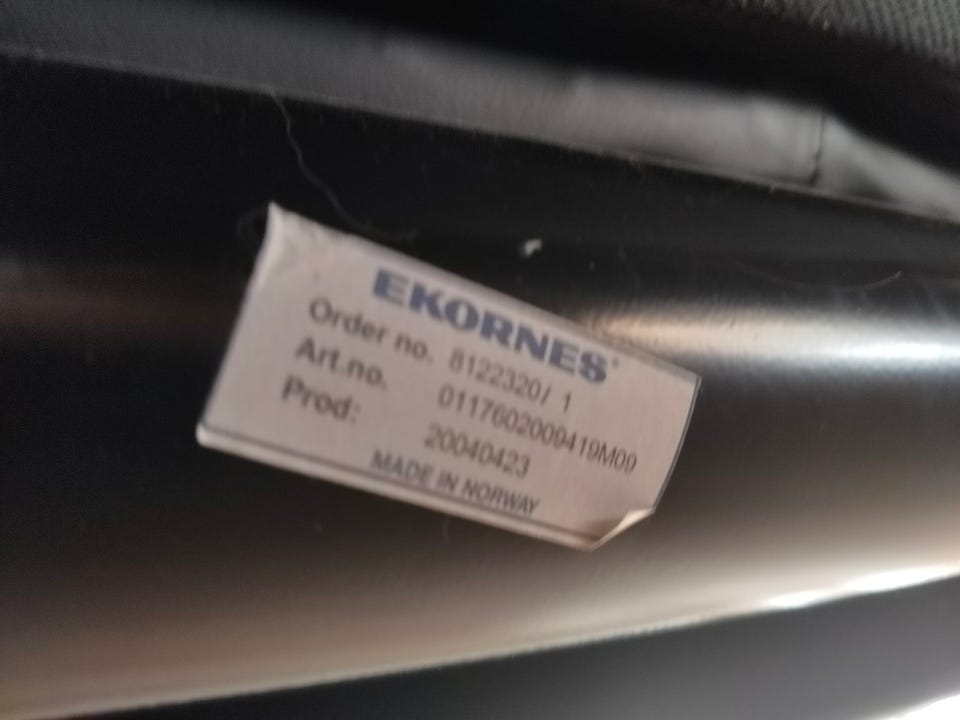 EKORNES®
Order no. 8122320/ 1
Art.no. 0117602009419M09
Prod: 20040423
MADE IN NORWAY